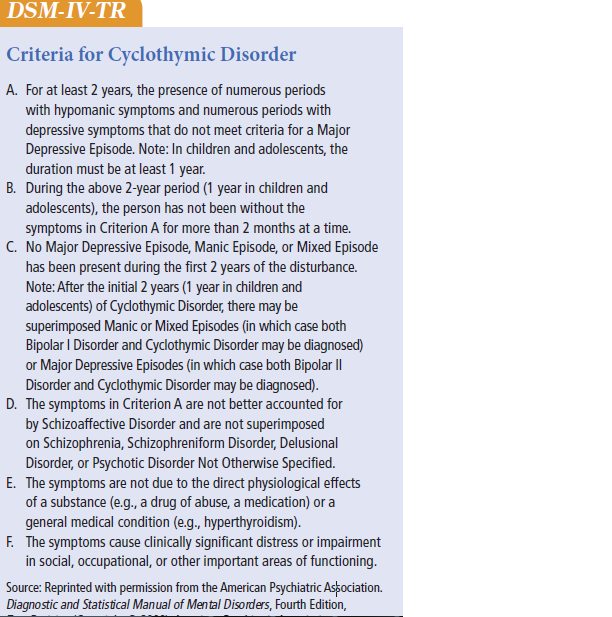 DSM-IV-TR
Criteria for Cyclothymic Disorder
A. For at least 2 years, the presence of numerous periods
with hypomanic symptoms and numerous periods with
depressive symptoms that do not meet criteria for a Major
Depressive Episode. Note: In children and adolescents, the
duration must be at least 1 year.
B. During the above 2-year period (1 year in children and
adolescents), the person has not been without the
symptoms in Criterion A for more than 2 months at a time.
C. No Major Depressive Episode, Manic Episode, or Mixed Episode
has been present during the first 2 years of the disturbance.
Note: After the initial 2 years (1 year in children and
adolescents) of Cyclothymic Disorder, there may be
superimposed Manic or Mixed Episodes (in which case both
Bipolar I Disorder and Cyclothymic Disorder may be diagnosed)
or Major Depressive Episodes (in which case both Bipolar II
Disorder and Cyclothymic Disorder may be diagnosed).
D. The symptoms in Criterion A are not better accounted for
by Schizoaffective Disorder and are not superimposed
on Schizophrenia, Schizophreniform Disorder, Delusional
Disorder, or Psychotic Disorder Not Otherwise Specified.
E. The symptoms are not due to the direct physiological effects
of a substance (e.g., a drug of abuse, a medication) or a
general medical condition (e.g., hyperthyroidism).
F. The symptoms cause clinically significant distress or impairment
in social, occupational, or other important areas of functioning.
Source: Reprinted with permission from the American Psychiatric Association.
Diagnostic and Statistical Manual of Mental Disorders, Fourth Edition,